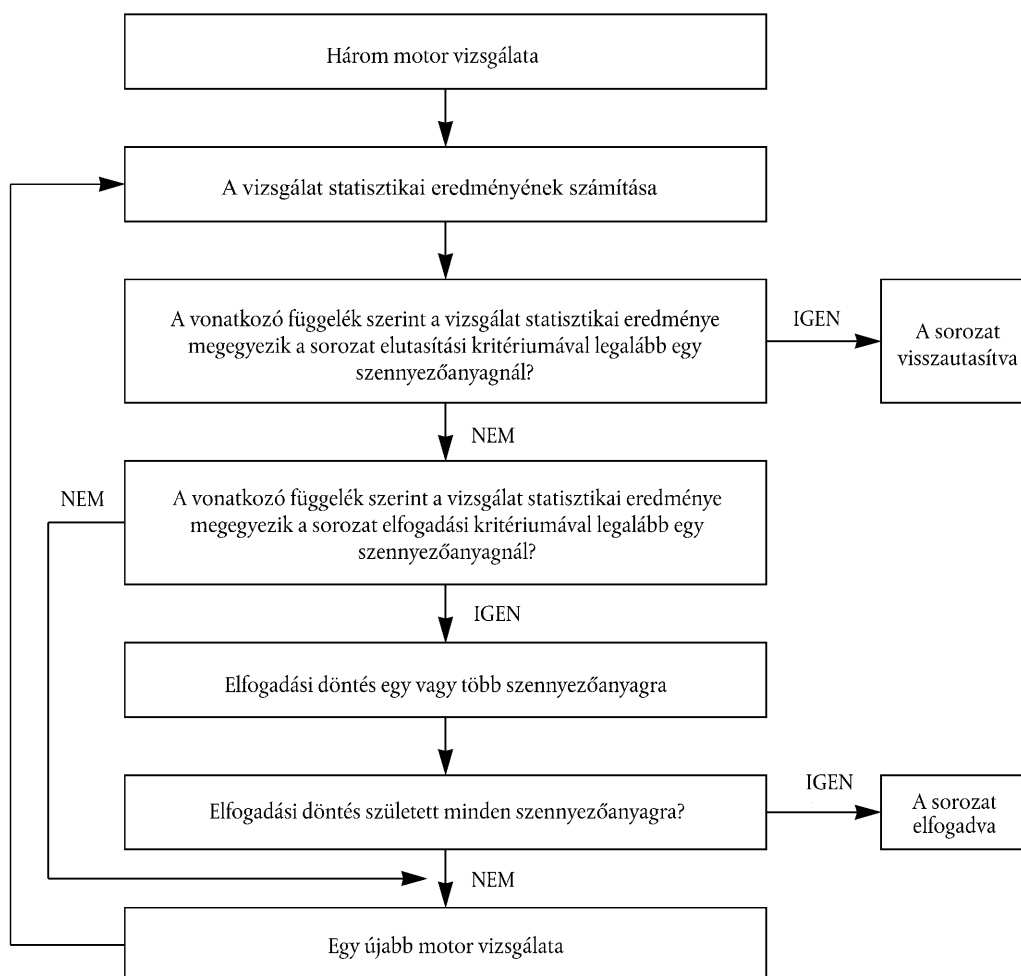 Három motor vizsgálata
A vizsgálat statisztikai eredményének számítása
A vonatkozó függelék szerint a vizsgálat statisztikai eredménye
megegyezik a sorozat elutasítási kritériumával legalább egy
szennyezőanyagnál?
IGEN
A sorozat
visszautasítva
NEM
NEM
A vonatkozó függelék szerint a vizsgálat statisztikai eredménye
megegyezik a sorozat elfogadási kritériumával legalább egy
szennyezőanyagnál?
IGEN
Elfogadási döntés egy vagy több szennyezőanyagra
Elfogadási döntés született minden szennyezőanyagra?
IGEN
A sorozat
elfogadva
NEM
Egy újabb motor vizsgálata